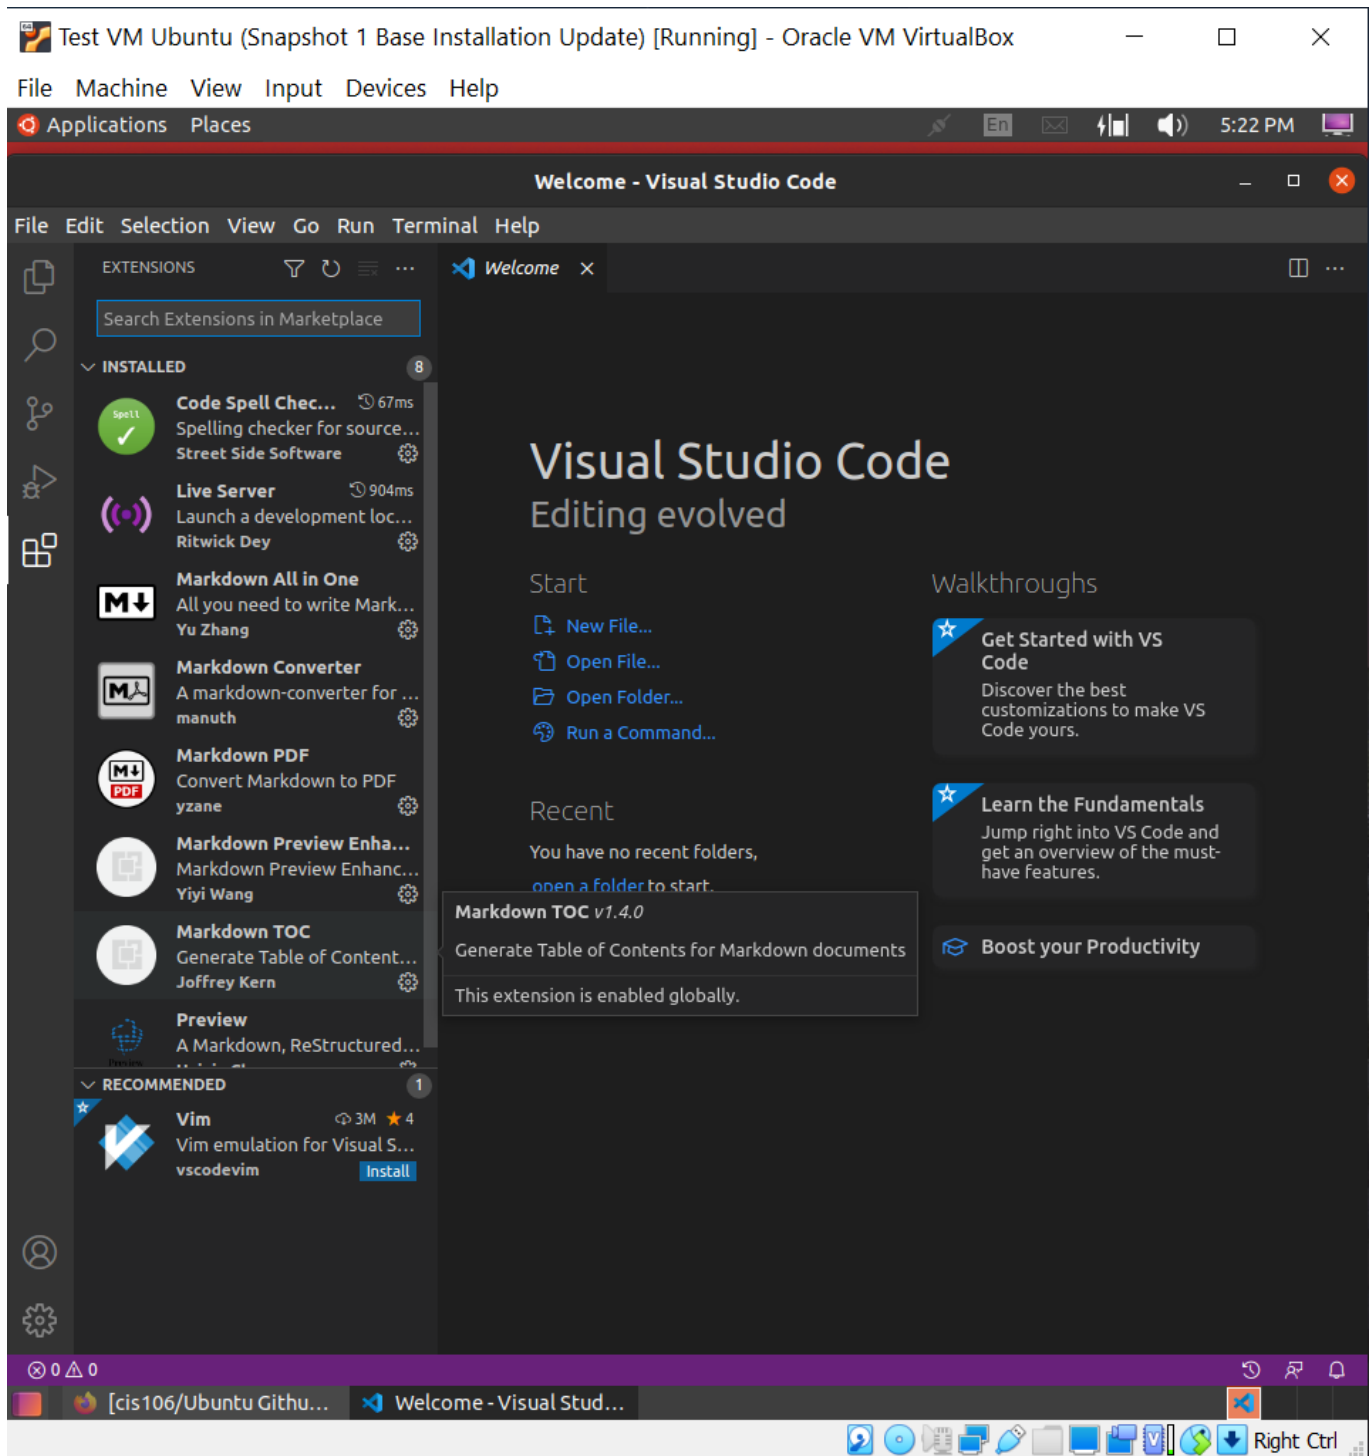 Test VM Ubuntu (Snapshot 1 Base Installation Update) [Running] - Oracle VM VirtualBox
File Machine View Input Devices Help
Applications Places En 5:22 PM
Welcome - Visual Studio Code
File Edit Selection View Go Run Terminal Help
EXTENSIONS
Welcome
Search Extensions in Marketplace
INSTALLED 8
Spell
Code Spell Chec... 67ms
Spelling checker for source...
Street Side Software
Live Server 904ms
Launch a development loc...
Ritwick Dey
Markdown All in One
All you need to write Mark...
Yu Zhang
Markdown Converter
A markdown-converter for ...
manuth
Markdown PDF
Convert Markdown to PDF
yzane
PDF
Markdown Preview Enha...
Markdown Preview Enhanc...
Yiyi Wang
Markdown TOC
Generate Table of Content...
Joffrey Kern
Preview
A Markdown, ReStructured...
RECOMMENDED 1
Vim 3M ★ 4
Vim emulation for Visual S...
vscodevim Install
Visual Studio Code
Editing evolved
Start
New File...
Open File...
Open Folder...
Run a Command...
Recent
You have no recent folders,
open a folder to start.
Markdown TOC v1.4.0
Generate Table of Contents for Markdown documents
This extension is enabled globally.
Walkthroughs
Get Started with VS
Code
Discover the best
customizations to make VS
Code yours.
Learn the Fundamentals
Jump right into VS Code and
get an overview of the must-
have features.
Boost your Productivity
0 0
[cis106/Ubuntu Githu... Welcome - Visual Stud...
Right Ctrl